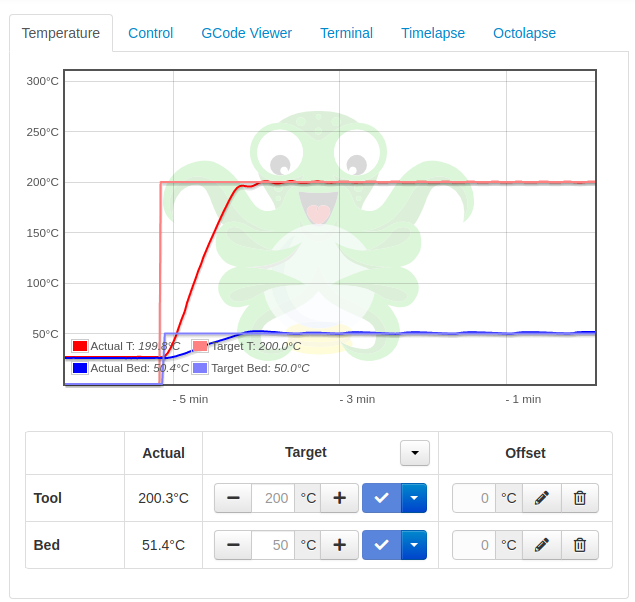 Temperature Control GCode Viewer Terminal Timelapse Octolapse
300°C
250°C
200°C
150°C
100°C
50°C
Actual T: 199.8°C Target T: 200.0°C
Actual Bed: 50.4°C Target Bed: 50.0°C
- 5 min - 3 min - 1 min
Actual Target Offset
Tool 200.3°C 200 °C 0 °C
Bed 51.4°C 50 °C 0 °C